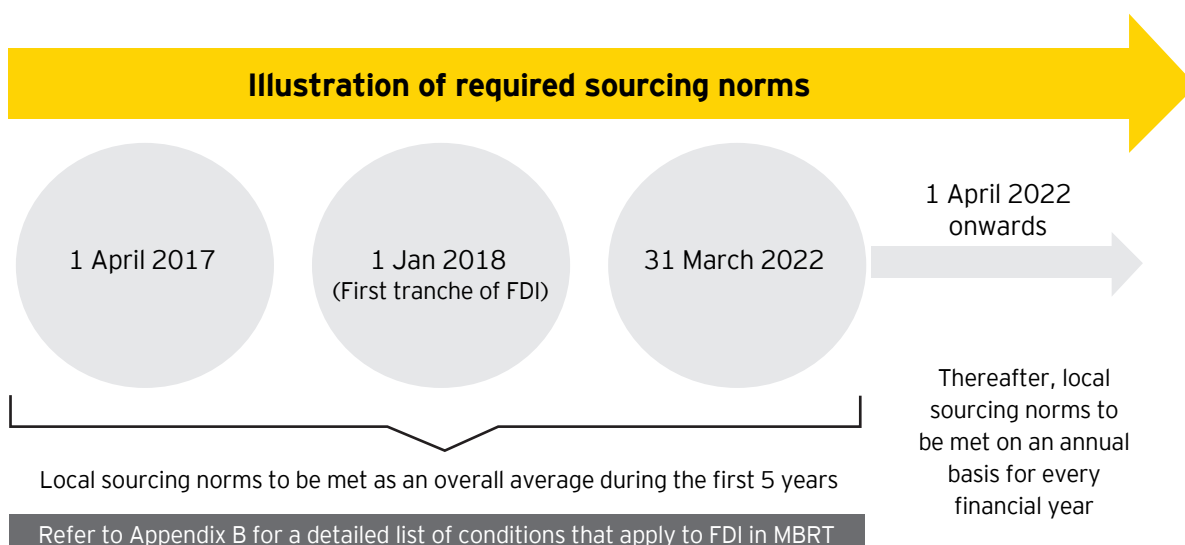 Illustration of required sourcing norms
1 April 2017
1 Jan 2018
(First tranche of FDI)
31 March 2022
1 April 2022
onwards
Local sourcing norms to be met as an overall average during the first 5 years
Refer to Appendix B for a detailed list of conditions that apply to FDI in MBRT
Thereafter, local
sourcing norms to
be met on an annual
basis for every
financial year